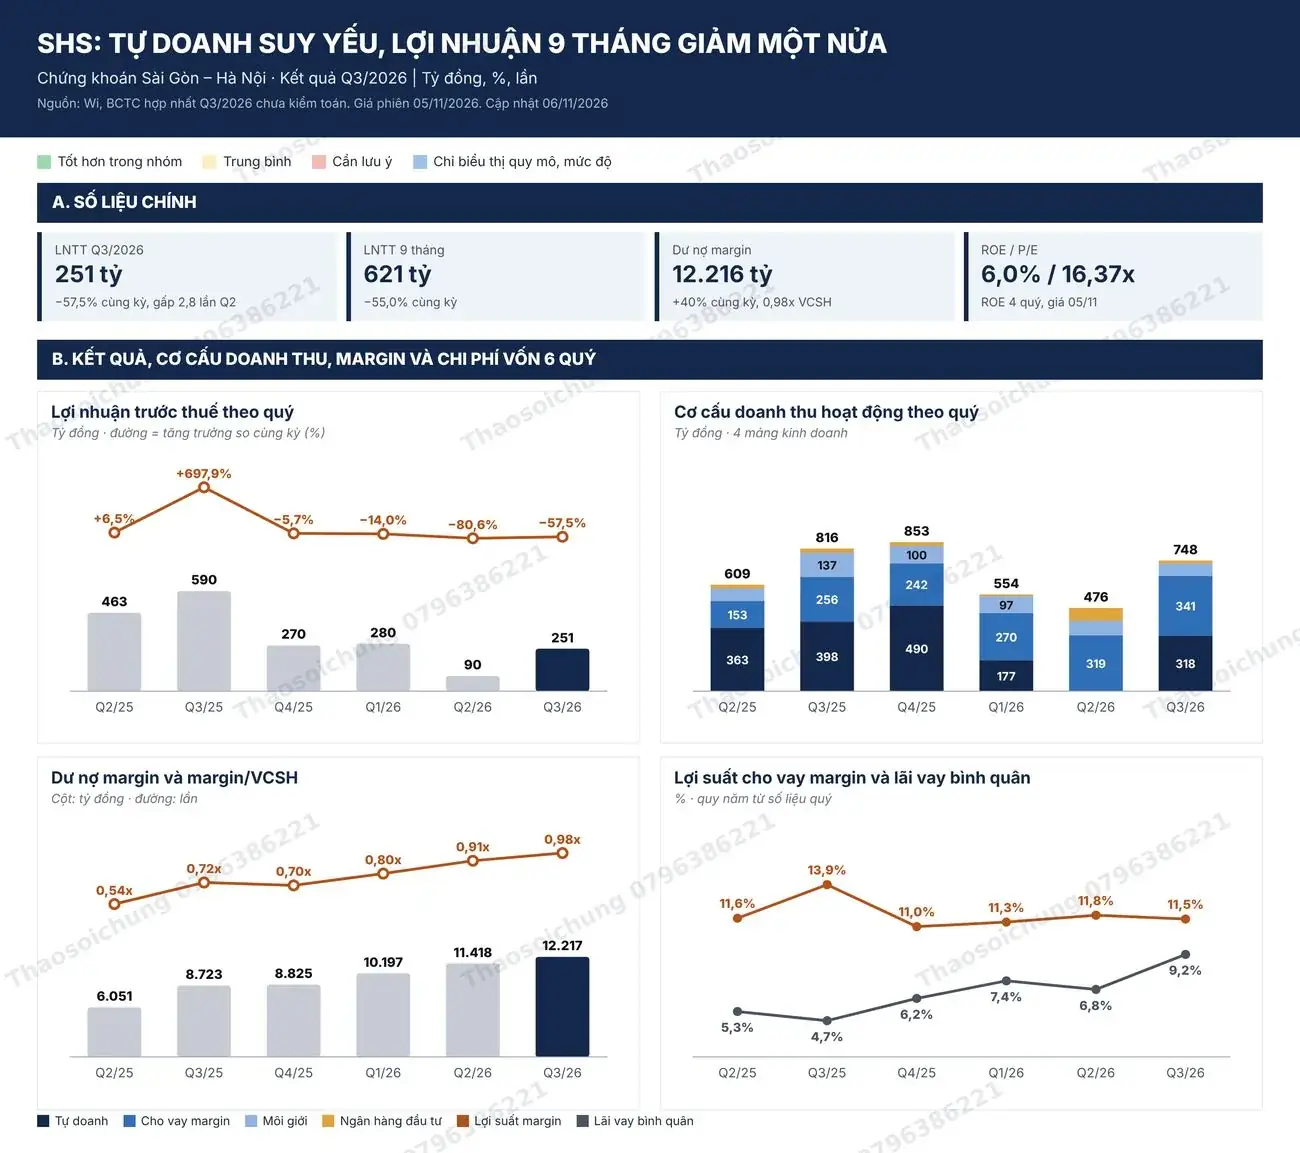 SHS: TỰ DOANH SUY YẾU, LỢI NHUẬN 9 THÁNG GIẢM MỘT NỬA
Chứng khoán Sài Gòn – Hà Nội · Kết quả Q3/2026 | Tỷ đồng, %, lần
Nguồn: Wi, BCTC hợp nhất Q3/2026 chưa kiểm toán. Giá phiên 05/11/2026. Cập nhật 06/11/2026
Tốt hơn trong nhóm
Trung bình
Cần lưu ý
Chỉ biểu thị quy mô, mức độ
A. SỐ LIỆU CHÍNH
LNTT Q3/2026
251 tỷ
−57,5% cùng kỳ, gấp 2,8 lần Q2
LNTT 9 tháng
621 tỷ
−55,0% cùng kỳ
Dư nợ margin
12.216 tỷ
+40% cùng kỳ, 0,98x VCSH
ROE / P/E
6,0% / 16,37x
ROE 4 quý, giá 05/11
B. KẾT QUẢ, CƠ CẤU DOANH THU, MARGIN VÀ CHI PHÍ VỐN 6 QUÝ
Lợi nhuận trước thuế theo quý
Tỷ đồng · đường = tăng trưởng so cùng kỳ (%)
+6,5%
+697,9%
−5,7%
−14,0%
−80,6%
−57,5%
463
590
270
280
90
251
Q2/25
Q3/25
Q4/25
Q1/26
Q2/26
Q3/26
Cơ cấu doanh thu hoạt động theo quý
Tỷ đồng · 4 mảng kinh doanh
609
816
853
554
476
748
137
100
97
153
256
242
270
319
341
363
398
490
177
318
Q2/25
Q3/25
Q4/25
Q1/26
Q2/26
Q3/26
Dư nợ margin và margin/VCSH
Cột: tỷ đồng · đường: lần
0,54x
0,72x
0,70x
0,80x
0,91x
0,98x
6.051
8.723
8.825
10.197
11.418
12.217
Q2/25
Q3/25
Q4/25
Q1/26
Q2/26
Q3/26
Lợi suất cho vay margin và lãi vay bình quân
% · quy năm từ số liệu quý
11,6%
13,9%
11,0%
11,3%
11,8%
11,5%
5,3%
4,7%
6,2%
7,4%
6,8%
9,2%
Q2/25
Q3/25
Q4/25
Q1/26
Q2/26
Q3/26
Tự doanh
Cho vay margin
Môi giới
Ngân hàng đầu tư
Lợi suất margin
Lãi vay bình quân
Thaosoichung 0796386221